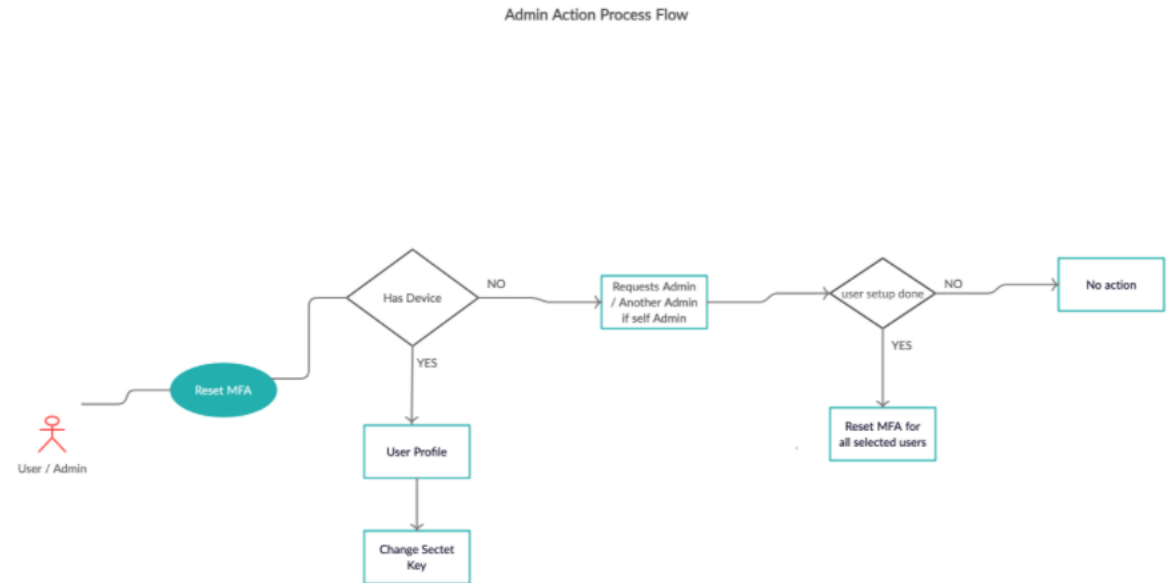 Admin Action Process Flow
Has Device
NO
Requests Admin
/ Another Admin
if self Admin
user setup done
NO
No action
YES
Reset MFA
YES
Reset MFA for
all selected users
User Profile
User / Admin
Change Sectet
Key